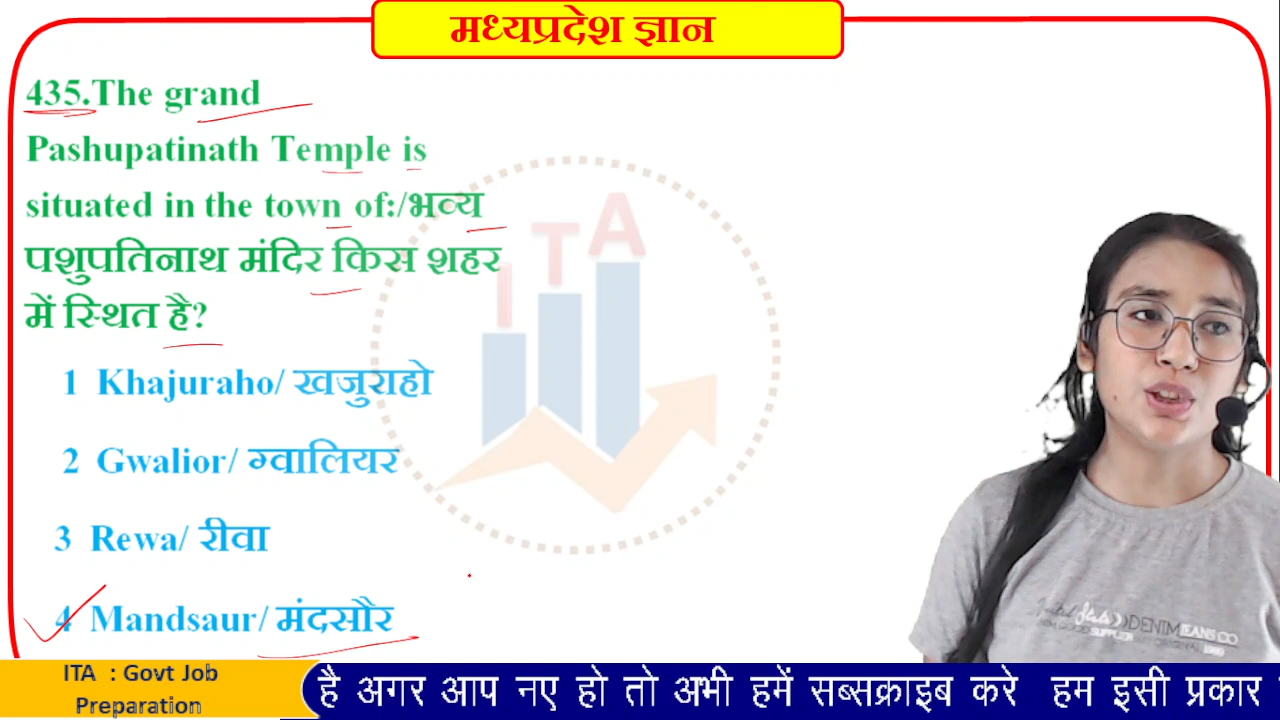 मध्यप्रदेश ज्ञान
435.The grand
Pashupatinath Temple is
situated in the town of:/भव्य
पशुपतिनाथ मंदिर किस शहर
में स्थित है?
1 Khajuraho/ खजुराहो
2 Gwalior/ ग्वालियर
3 Rewa/ रीवा
4 Mandsaur/ मंदसौर
ITA
DENIM JEANS CO
SUPPLIER
ITA : Govt Job
Preparation
है अगर आप नए हो तो अभी हमें सब्सक्राइब करे हम इसी प्रकार